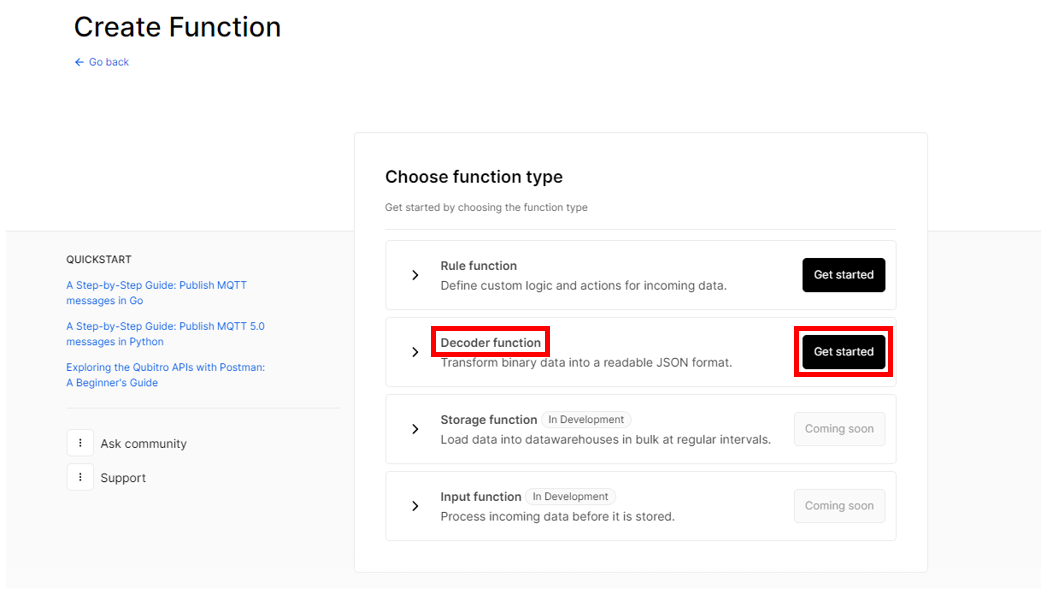 Create Function
Go back
Choose function type
Get started by choosing the function type
QUICKSTART
A Step-by-Step Guide: Publish MQTT
messages in Go
A Step-by-Step Guide: Publish MQTT 5.0
messages in Python
Exploring the Qubitro APIs with Postman:
A Beginner's Guide
Ask community
Support
Rule function
Define custom logic and actions for incoming data.
Get started
Decoder function
Transform binary data into a readable JSON format.
Get started
Storage function In Development
Load data into datawarehouses in bulk at regular intervals.
Coming soon
Input function In Development
Process incoming data before it is stored.
Coming soon